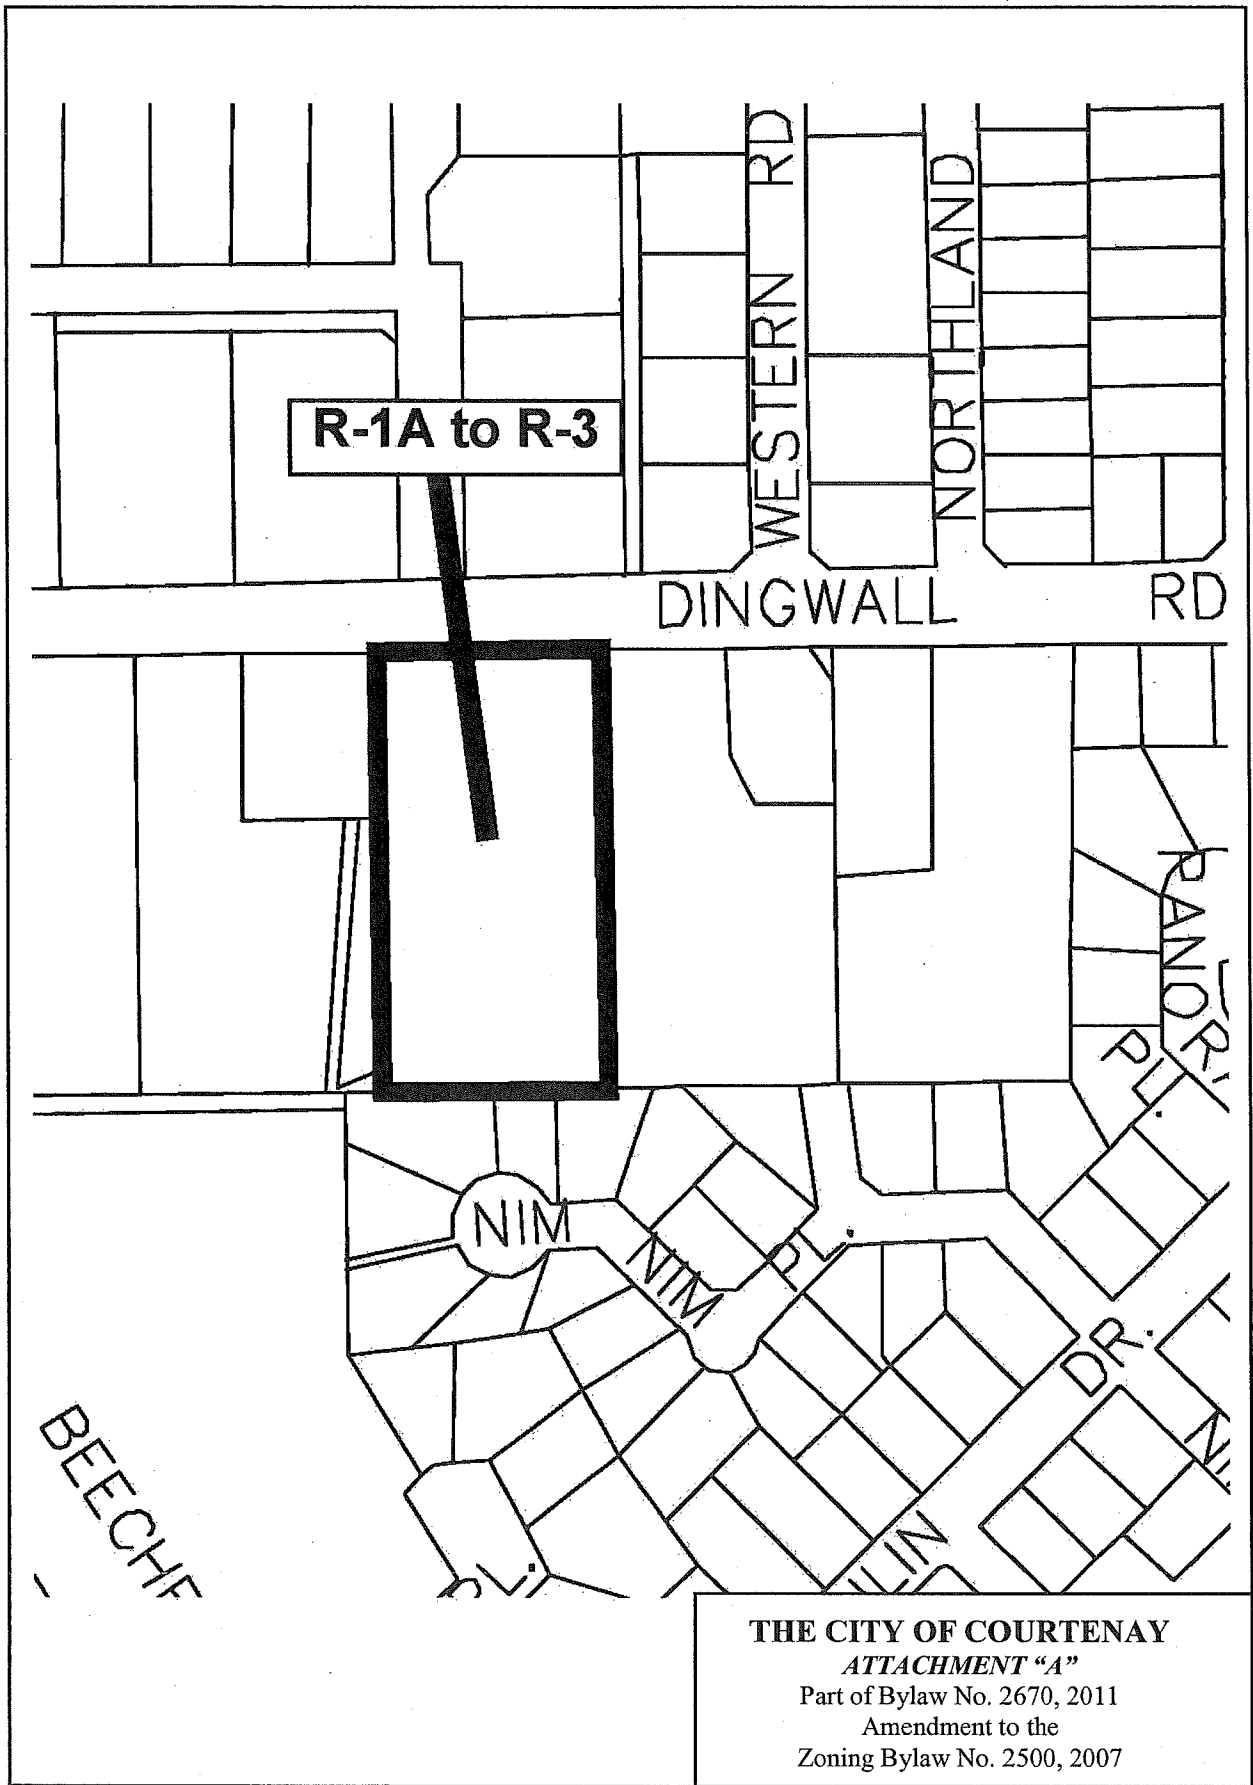 WESTERN RD
NORTHLAND
R-1A to R-3
DINGWALL RD
PL.
NIM
NIM PL.
DR.
THE CITY OF COURTENAY
ATTACHMENT “A”
Part of Bylaw No. 2670, 2011
Amendment to the
Zoning Bylaw No. 2500, 2007